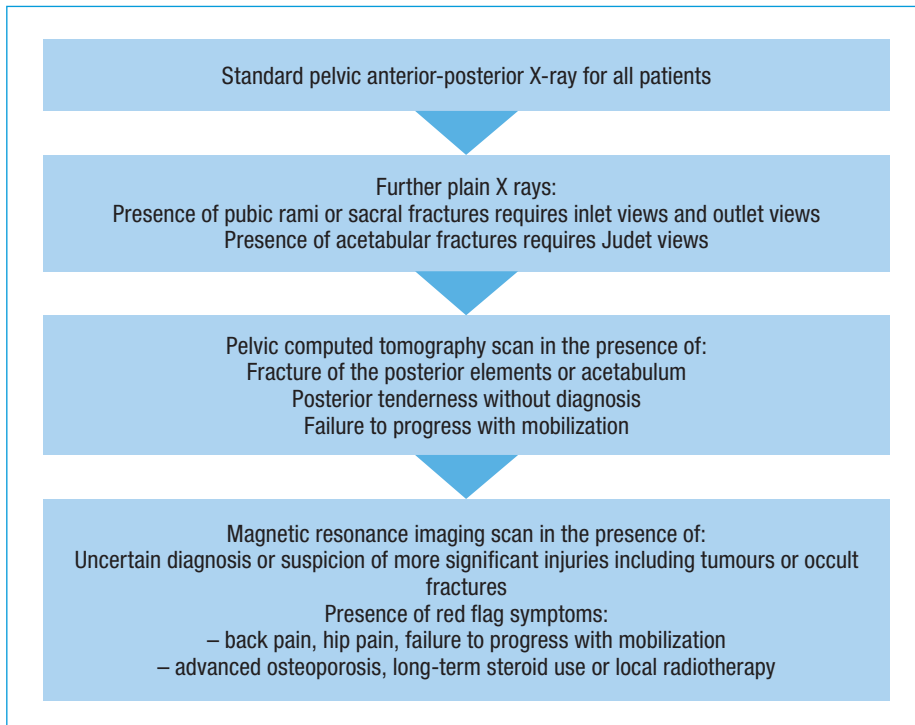 Standard pelvic anterior-posterior X-ray for all patients
Further plain X rays:
Presence of pubic rami or sacral fractures requires inlet views and outlet views
Presence of acetabular fractures requires Judet views
Pelvic computed tomography scan in the presence of:
Fracture of the posterior elements or acetabulum
Posterior tenderness without diagnosis
Failure to progress with mobilization
Magnetic resonance imaging scan in the presence of:
Uncertain diagnosis or suspicion of more significant injuries including tumours or occult
fractures
Presence of red flag symptoms:
– back pain, hip pain, failure to progress with mobilization
– advanced osteoporosis, long-term steroid use or local radiotherapy